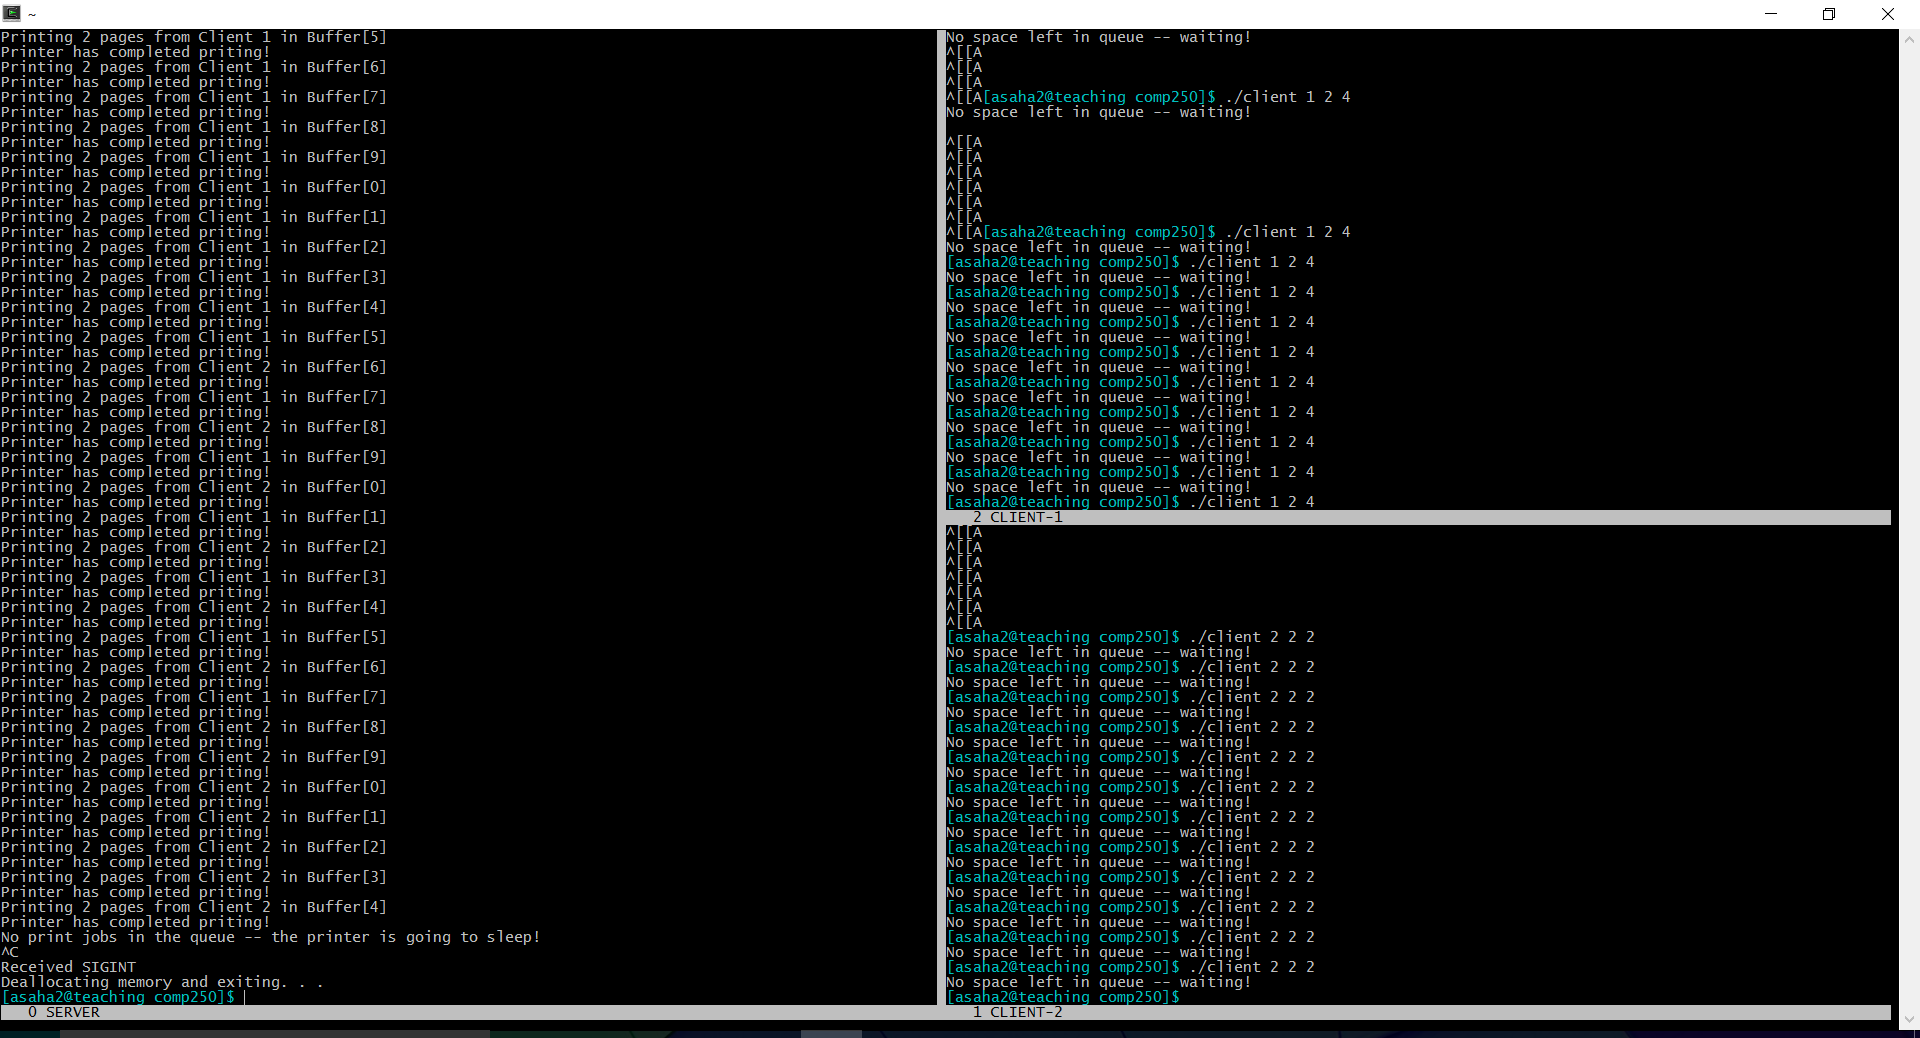 ~
Printing 2 pages from Client 1 in Buffer[5]
Printer has completed priting!
Printing 2 pages from Client 1 in Buffer[6]
Printer has completed priting!
Printing 2 pages from Client 1 in Buffer[7]
Printer has completed priting!
Printing 2 pages from Client 1 in Buffer[8]
Printer has completed priting!
Printing 2 pages from Client 1 in Buffer[9]
Printer has completed priting!
Printing 2 pages from Client 1 in Buffer[0]
Printer has completed priting!
Printing 2 pages from Client 1 in Buffer[1]
Printer has completed priting!
Printing 2 pages from Client 1 in Buffer[2]
Printer has completed priting!
Printing 2 pages from Client 1 in Buffer[3]
Printer has completed priting!
Printing 2 pages from Client 1 in Buffer[4]
Printer has completed priting!
Printing 2 pages from Client 1 in Buffer[5]
Printer has completed priting!
Printing 2 pages from Client 2 in Buffer[6]
Printer has completed priting!
Printing 2 pages from Client 1 in Buffer[7]
Printer has completed priting!
Printing 2 pages from Client 2 in Buffer[8]
Printer has completed priting!
Printing 2 pages from Client 1 in Buffer[9]
Printer has completed priting!
Printing 2 pages from Client 2 in Buffer[0]
Printer has completed priting!
Printing 2 pages from Client 1 in Buffer[1]
Printer has completed priting!
Printing 2 pages from Client 2 in Buffer[2]
Printer has completed priting!
Printing 2 pages from Client 1 in Buffer[3]
Printer has completed priting!
Printing 2 pages from Client 2 in Buffer[4]
Printer has completed priting!
Printing 2 pages from Client 1 in Buffer[5]
Printer has completed priting!
Printing 2 pages from Client 2 in Buffer[6]
Printer has completed priting!
Printing 2 pages from Client 1 in Buffer[7]
Printer has completed priting!
Printing 2 pages from Client 2 in Buffer[8]
Printer has completed priting!
Printing 2 pages from Client 2 in Buffer[9]
Printer has completed priting!
Printing 2 pages from Client 2 in Buffer[0]
Printer has completed priting!
Printing 2 pages from Client 2 in Buffer[1]
Printer has completed priting!
Printing 2 pages from Client 2 in Buffer[2]
Printer has completed priting!
Printing 2 pages from Client 2 in Buffer[3]
Printer has completed priting!
Printing 2 pages from Client 2 in Buffer[4]
Printer has completed priting!
No print jobs in the queue -- the printer is going to sleep!
^C
Received SIGINT
Deallocating memory and exiting. . .
[asaha2@teaching comp250]$
0 SERVER
No space left in queue -- waiting!
^[[A
^[[A
^[[A
^[[A[asaha2@teaching comp250]$ ./client 1 2 4
No space left in queue -- waiting!
^[[A
^[[A
^[[A
^[[A
^[[A
^[[A
^[[A[asaha2@teaching comp250]$ ./client 1 2 4
No space left in queue -- waiting!
[asaha2@teaching comp250]$ ./client 1 2 4
No space left in queue -- waiting!
[asaha2@teaching comp250]$ ./client 1 2 4
No space left in queue -- waiting!
[asaha2@teaching comp250]$ ./client 1 2 4
No space left in queue -- waiting!
[asaha2@teaching comp250]$ ./client 1 2 4
No space left in queue -- waiting!
[asaha2@teaching comp250]$ ./client 1 2 4
No space left in queue -- waiting!
[asaha2@teaching comp250]$ ./client 1 2 4
No space left in queue -- waiting!
[asaha2@teaching comp250]$ ./client 1 2 4
No space left in queue -- waiting!
[asaha2@teaching comp250]$ ./client 1 2 4
No space left in queue -- waiting!
[asaha2@teaching comp250]$ ./client 1 2 4
2 CLIENT-1
^[[A
^[[A
^[[A
^[[A
^[[A
^[[A
^[[A
[asaha2@teaching comp250]$ ./client 2 2 2
No space left in queue -- waiting!
[asaha2@teaching comp250]$ ./client 2 2 2
No space left in queue -- waiting!
[asaha2@teaching comp250]$ ./client 2 2 2
No space left in queue -- waiting!
[asaha2@teaching comp250]$ ./client 2 2 2
No space left in queue -- waiting!
[asaha2@teaching comp250]$ ./client 2 2 2
No space left in queue -- waiting!
[asaha2@teaching comp250]$ ./client 2 2 2
No space left in queue -- waiting!
[asaha2@teaching comp250]$ ./client 2 2 2
No space left in queue -- waiting!
[asaha2@teaching comp250]$ ./client 2 2 2
No space left in queue -- waiting!
[asaha2@teaching comp250]$ ./client 2 2 2
No space left in queue -- waiting!
[asaha2@teaching comp250]$ ./client 2 2 2
No space left in queue -- waiting!
[asaha2@teaching comp250]$ ./client 2 2 2
No space left in queue -- waiting!
[asaha2@teaching comp250]$ ./client 2 2 2
No space left in queue -- waiting!
[asaha2@teaching comp250]$
1 CLIENT-2